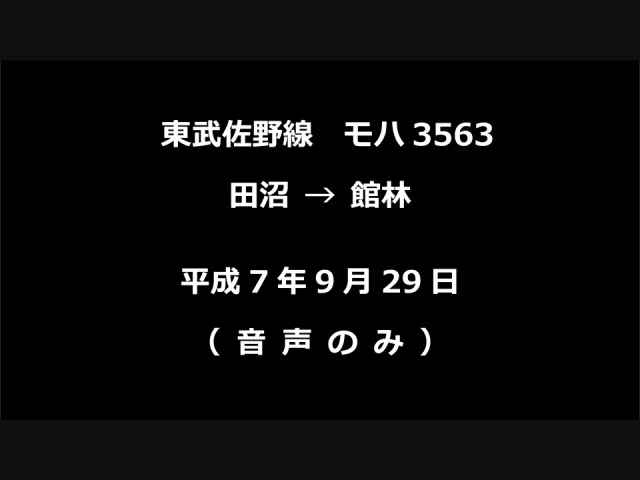 東武佐野線　モハ3563
田沼 → 館林
平成7年9月29日
（音声のみ）